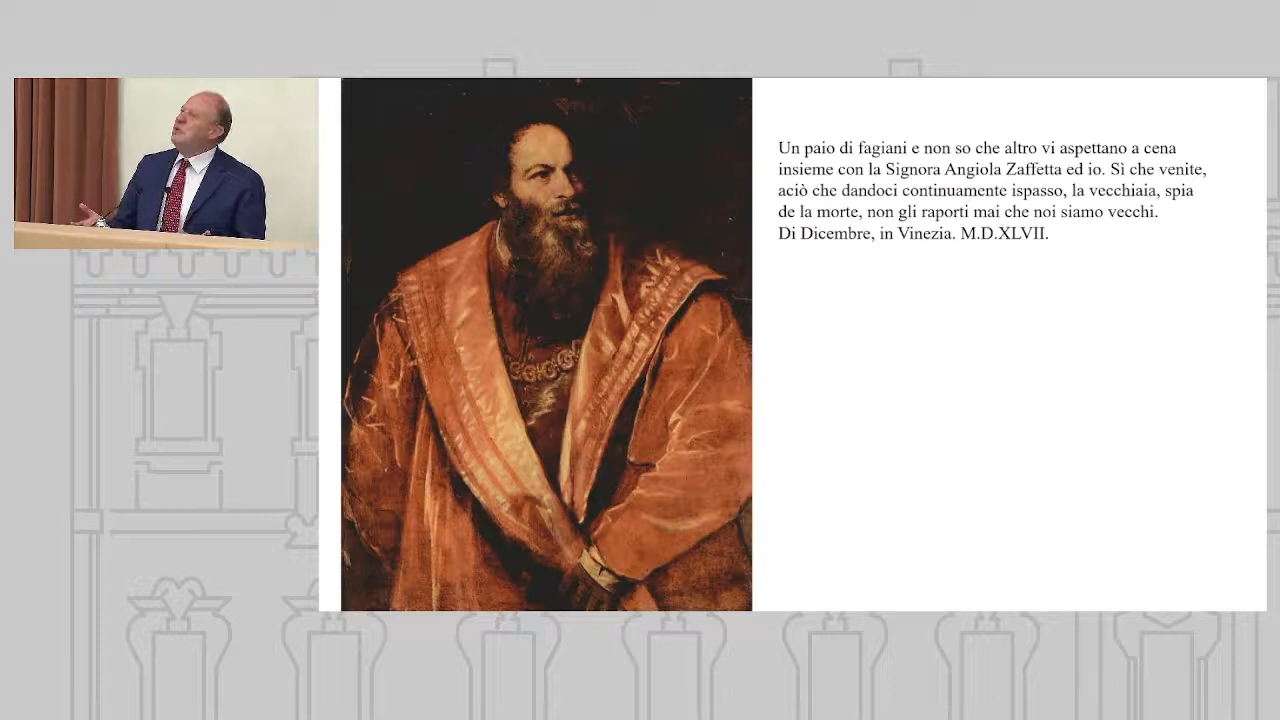 Un paio di fagiani e non so che altro vi aspettano a cena
insieme con la Signora Angiola Zaffetta ed io. Sì che venite,
aciò che dandoci continuamente ispasso, la vecchiaia, spia
de la morte, non gli raporti mai che noi siamo vecchi.
Di Dicembre, in Vinezia. M.D.XLVII.